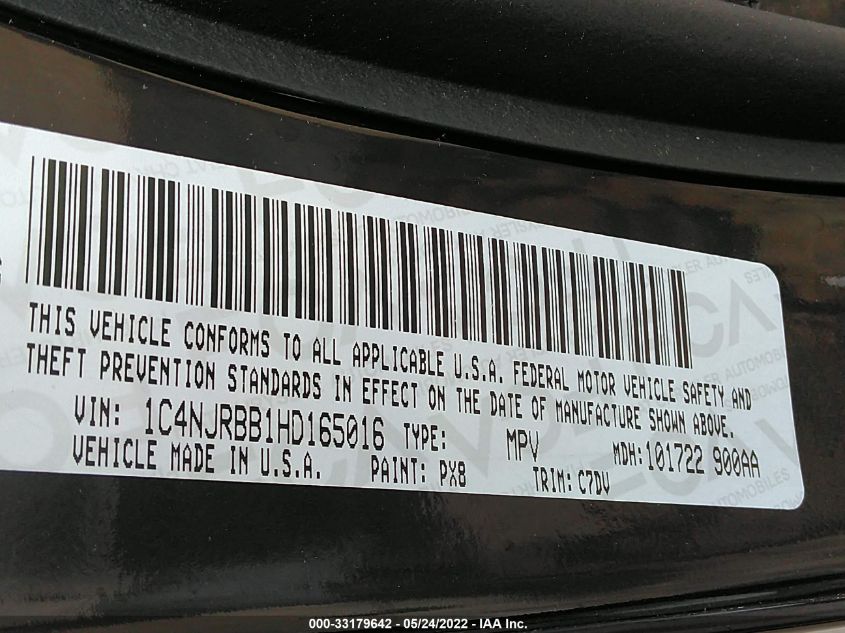 THIS VEHICLE CONFORMS TO ALL APPLICABLE U.S.A. FEDERAL MOTOR VEHICLE SAFETY AND
THEFT PREVENTION STANDARDS IN EFFECT ON THE DATE OF MANUFACTURE SHOWN ABOVE.
VIN: 1C4NJRBB1HD165016 TYPE: MPV MDH:101722 900AA
VEHICLE MADE IN U.S.A. PAINT: PX8 TRIM: C7DV
000-33179642 - 05/24/2022 - IAA Inc.